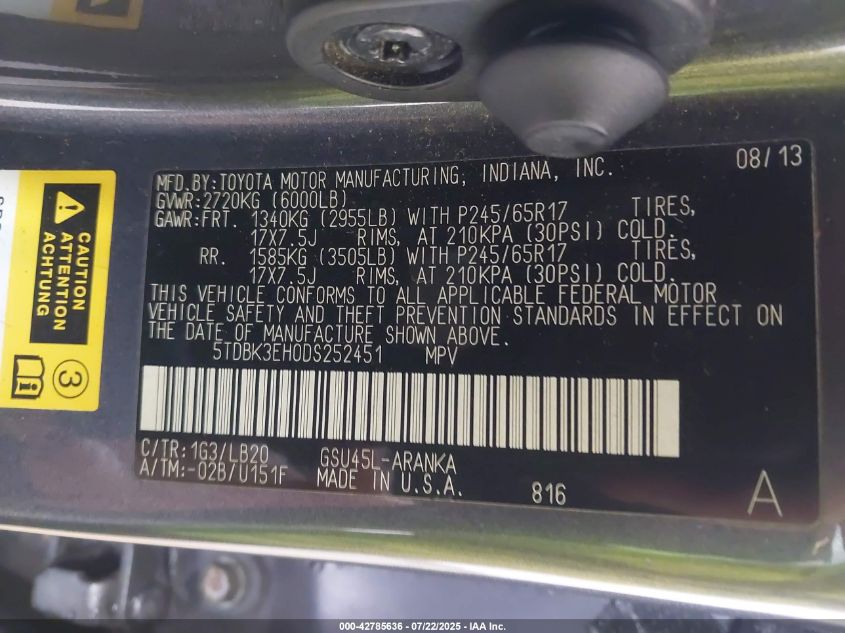 08/13
MFD.BY:TOYOTA MOTOR MANUFACTURING, INDIANA, INC.
GVWR:2720KG (6000LB)
GAWR:FRT. 1340KG (2955LB) WITH P245/65R17 TIRES,
17X7.5J RIMS, AT 210KPA (30PSI) COLD.
RR. 1585KG (3505LB) WITH P245/65R17 TIRES,
17X7.5J RIMS, AT 210KPA (30PSI) COLD.
THIS VEHICLE CONFORMS TO ALL APPLICABLE FEDERAL MOTOR
VEHICLE SAFETY AND THEFT PREVENTION STANDARDS IN EFFECT ON
THE DATE OF MANUFACTURE SHOWN ABOVE.
5TDBK3EH0DS252451 MPV
C/TR:1G3/LB20 GSU45L-ARANKA
A/TM:-02B/U151F MADE IN U.S.A.
816 A
CAUTION
ATTENTION
ACHTUNG
3
000-42785636 - 07/22/2025 - IAA Inc.